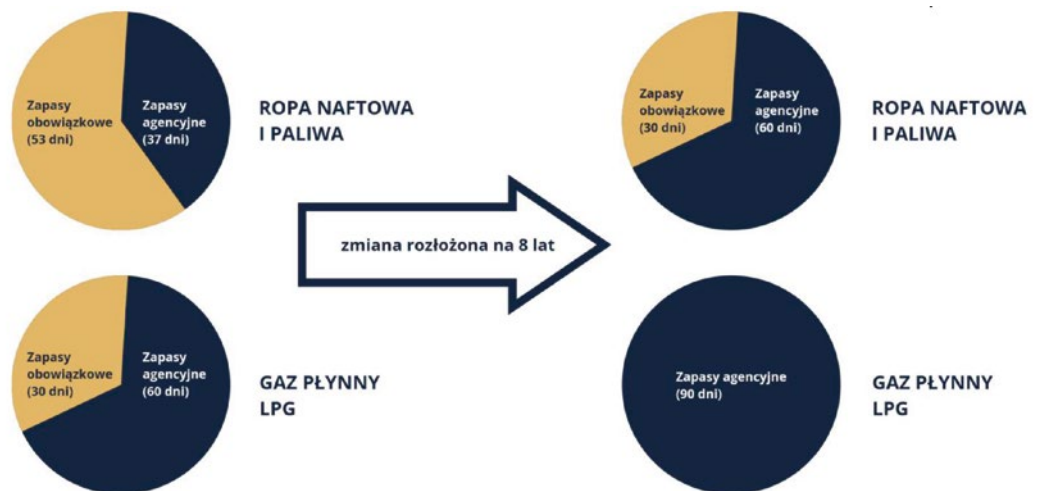 Zapasy
obowiązkowe
(53 dni)
Zapasy
agencyjne
(37 dni)
ROPA NAFTOWA
I PALIWA
Zapasy
obowiązkowe
(30 dni)
Zapasy
agencyjne
(60 dni)
ROPA NAFTOWA
I PALIWA
zmiana rozłożona na 8 lat
Zapasy
obowiązkowe
(30 dni)
Zapasy
agencyjne
(60 dni)
GAZ PŁYNNY
LPG
Zapasy agencyjne
(90 dni)
GAZ PŁYNNY
LPG